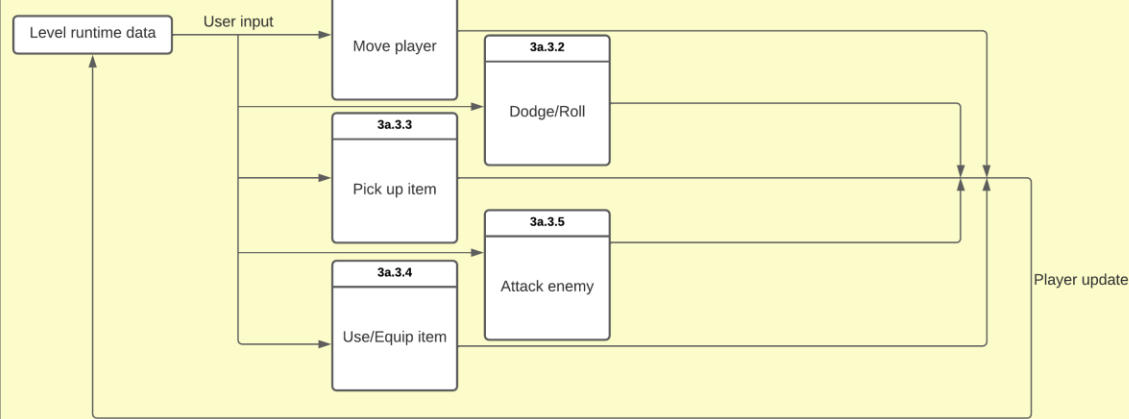 User input
Level runtime data
Move player
3a.3.2
Dodge/Roll
3a.3.3
Pick up item
3a.3.5
Attack enemy
3a.3.4
Use/Equip item
Player update